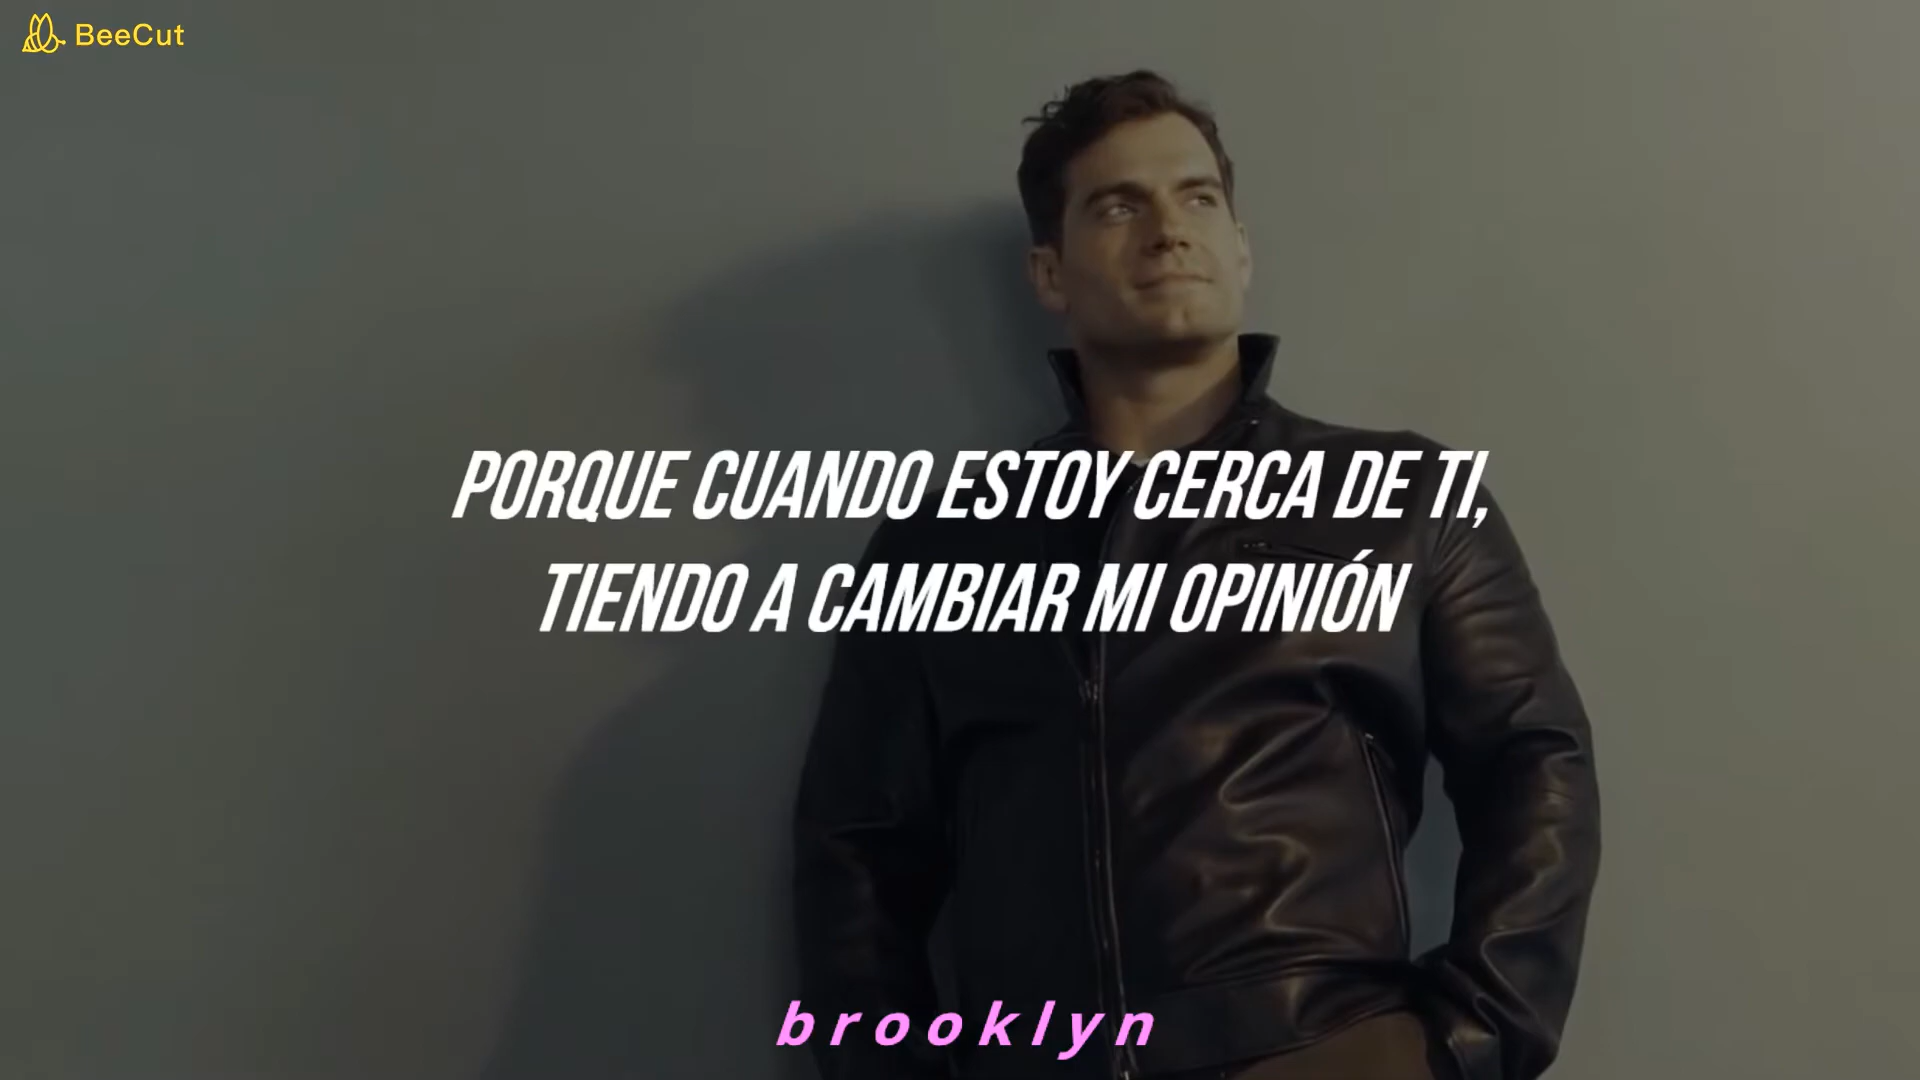 BeeCut
PORQUE CUANDO ESTOY CERCA DE TI,
TIENDO A CAMBIAR MI OPINIÓN
brooklyn